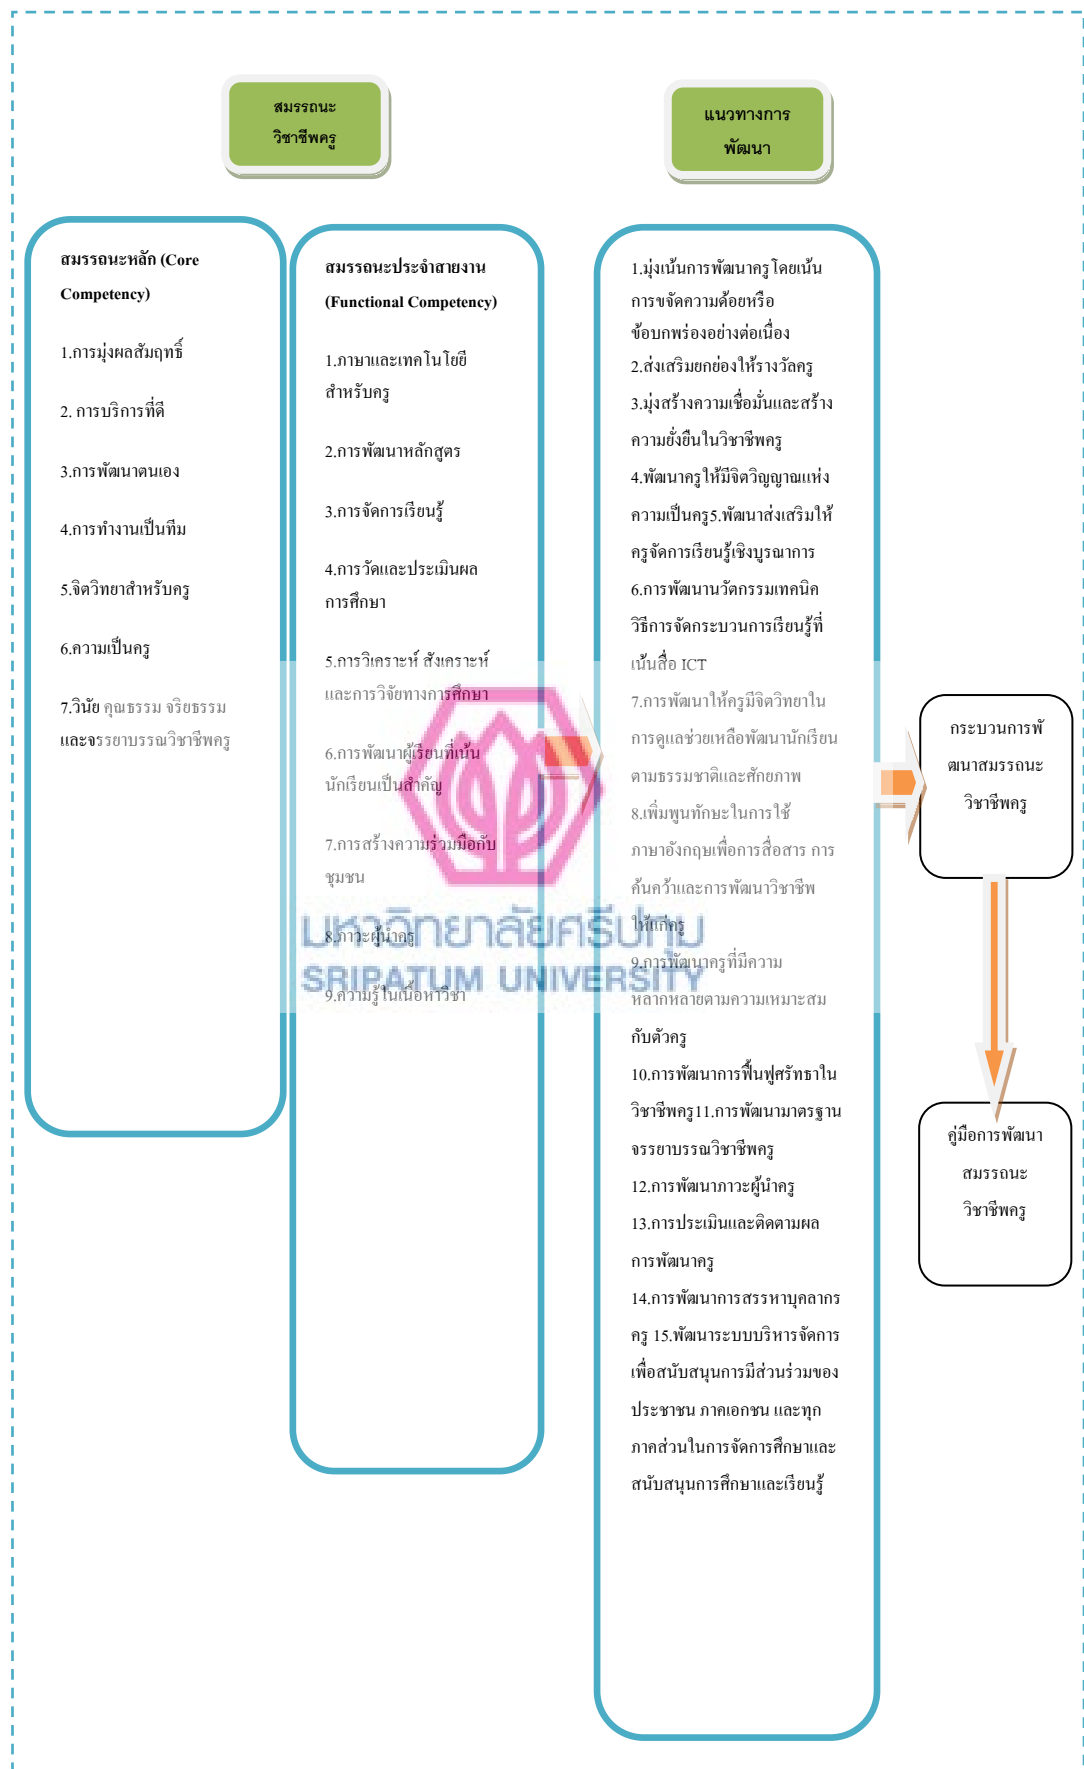 สมรรถนะ
วิชาชีพครู
แนวทางการ
พัฒนา
สมรรถนะหลัก (Core
Competency)
1.การมุ่งผลสัมฤทธิ์
2. การบริการที่ดี
3.การพัฒนาตนเอง
4.การทำงานเป็นทีม
5.จิตวิทยาสำหรับครู
6.ความเป็นครู
7.วินัย คุณธรรม จริยธรรม
และจรรยาบรรณวิชาชีพครู
สมรรถนะประจำสายงาน
(Functional Competency)
1.ภาษาและเทคโนโยยี
สำหรับครู
2.การพัฒนาหลักสูตร
3.การจัดการเรียนรู้
4.การวัดและประเมินผล
การศึกษา
5.การวิเคราะห์ สังเคราะห์
และการวิจัยทางการศึกษา
6.การพัฒนาผู้เรียนที่เน้น
นักเรียนเป็นสำคัญ
7.การสร้างความร่วมมือกับ
ชุมชน
8.ภาวะผู้นำครู
9.ความรู้ในเนื้อหาวิชา
1.มุ่งเน้นการพัฒนาครูโดยเน้น
การขจัดความด้อยหรือ
ข้อบกพร่องอย่างต่อเนื่อง
2.ส่งเสริมยกย่องให้รางวัลครู
3.มุ่งสร้างความเชื่อมั่นและสร้าง
ความยั่งยืนในวิชาชีพครู
4.พัฒนาครูให้มีจิตวิญญาณแห่ง
ความเป็นครู5.พัฒนาส่งเสริมให้
ครูจัดการเรียนรู้เชิงบูรณาการ
6.การพัฒนานวัตกรรมเทคนิค
วิธีการจัดกระบวนการเรียนรู้ที่
เน้นสื่อ ICT
7.การพัฒนาให้ครูมีจิตวิทยาใน
การดูแลช่วยเหลือพัฒนานักเรียน
ตามธรรมชาติและศักยภาพ
8.เพิ่มพูนทักษะในการใช้
ภาษาอังกฤษเพื่อการสื่อสาร การ
ค้นคว้าและการพัฒนาวิชาชีพ
ให้แก่ครู
9.การพัฒนาครูที่มีความ
หลากหลายตามความเหมาะสม
กับตัวครู
10.การพัฒนาการฟื้นฟูศรัทธาใน
วิชาชีพครู11.การพัฒนามาตรฐาน
จรรยาบรรณวิชาชีพครู
12.การพัฒนาภาวะผู้นำครู
13.การประเมินและติดตามผล
การพัฒนาครู
14.การพัฒนาการสรรหาบุคลากร
ครู 15.พัฒนาระบบบริหารจัดการ
เพื่อสนับสนุนการมีส่วนร่วมของ
ประชาชน ภาคเอกชน และทุก
ภาคส่วนในการจัดการศึกษาและ
สนับสนุนการศึกษาและเรียนรู้
กระบวนการพั
ฒนาสมรรถนะ
วิชาชีพครู
คู่มือการพัฒนา
สมรรถนะ
วิชาชีพครู
มหาวิทยาลัยศรีปทุม
SRIPATUM UNIVERSITY